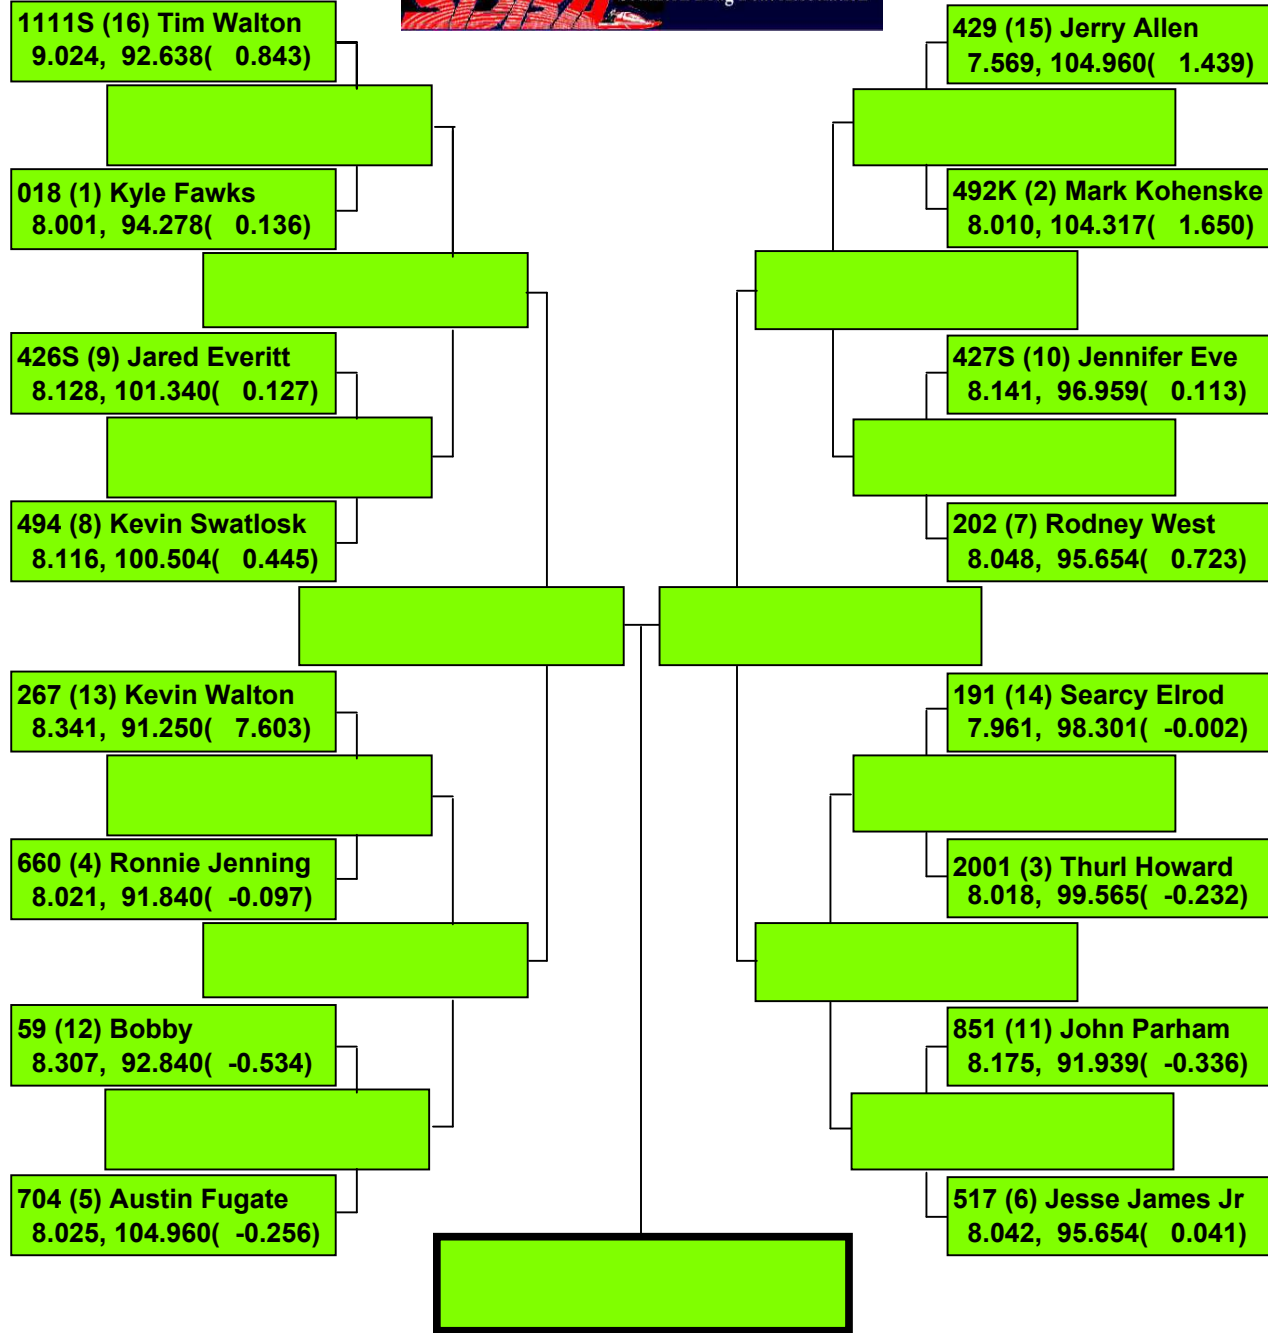 1111S (16) Tim Walton
9.024, 92.638( 0.843)
018 (1) Kyle Fawks
8.001, 94.278( 0.136)
426S (9) Jared Everitt
8.128, 101.340( 0.127)
494 (8) Kevin Swatlosk
8.116, 100.504( 0.445)
267 (13) Kevin Walton
8.341, 91.250( 7.603)
660 (4) Ronnie Jenning
8.021, 91.840( -0.097)
59 (12) Bobby
8.307, 92.840( -0.534)
704 (5) Austin Fugate
8.025, 104.960( -0.256)
429 (15) Jerry Allen
7.569, 104.960( 1.439)
492K (2) Mark Kohenske
8.010, 104.317( 1.650)
427S (10) Jennifer Eve
8.141, 96.959( 0.113)
202 (7) Rodney West
8.048, 95.654( 0.723)
191 (14) Searcy Elrod
7.961, 98.301( -0.002)
2001 (3) Thurl Howard
8.018, 99.565( -0.232)
851 (11) John Parham
8.175, 91.939( -0.336)
517 (6) Jesse James Jr
8.042, 95.654( 0.041)